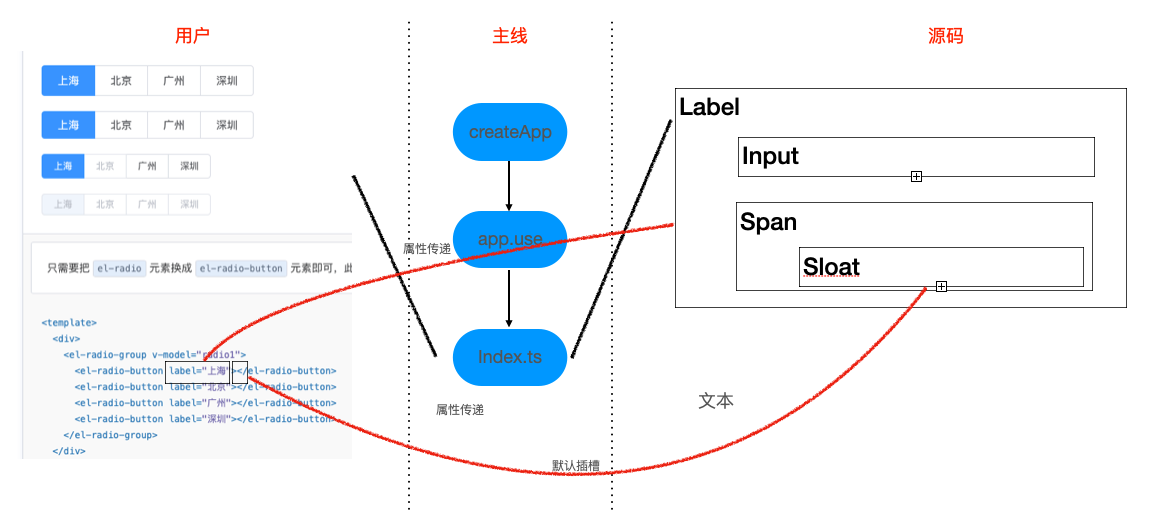 用户
主线
源码
上海 北京 广州 深圳
上海 北京 广州 深圳
上海 北京 广州 深圳
上海 北京 广州 深圳
只需要把 el-radio 元素换成 el-radio-button 元素即可，此
<template>
<div>
<el-radio-group v-model="radio1">
<el-radio-button label="上海"></el-radio-button>
<el-radio-button label="北京"></el-radio-button>
<el-radio-button label="广州"></el-radio-button>
<el-radio-button label="深圳"></el-radio-button>
</el-radio-group>
</div>
createApp
属性传递
app.use
Index.ts
属性传递
默认插槽
Label
Input
Span
Sloat
文本